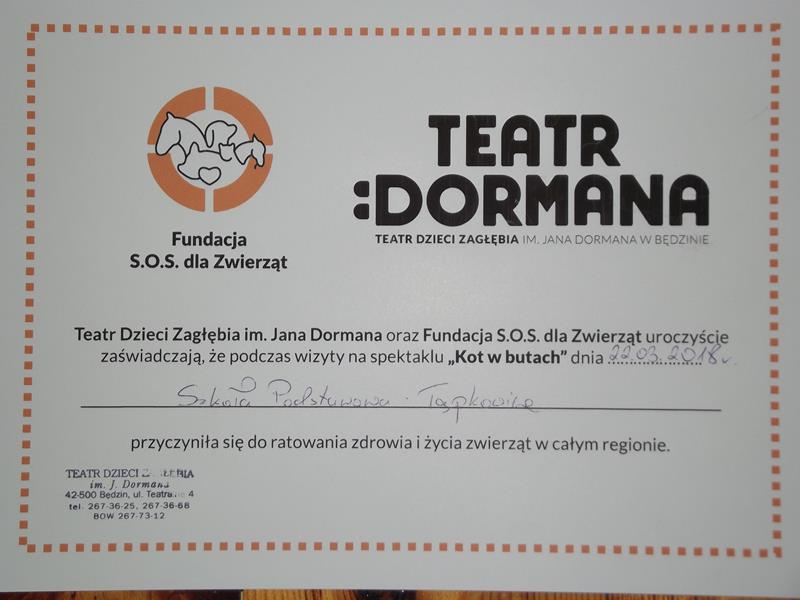 Fundacja
S.O.S. dla Zwierząt
TEATR
:DORMANA
TEATR DZIECI ZAGŁĘBIA IM. JANA DORMANA W BĘDZINIE
Teatr Dzieci Zagłębia im. Jana Dormana oraz Fundacja S.O.S. dla Zwierząt uroczyście
zaświadczają, że podczas wizyty na spektaklu „Kot w butach” dnia 22.03.2018r.
Szkoła Podstawowa Tąpkowice
przyczyniła się do ratowania zdrowia i życia zwierząt w całym regionie.
TEATR DZIECI ZAGŁĘBIA
im. J. Dormana
42-500 Będzin, ul. Teatralna 4
tel. 267-36-25, 267-36-68
BOW 267-73-12